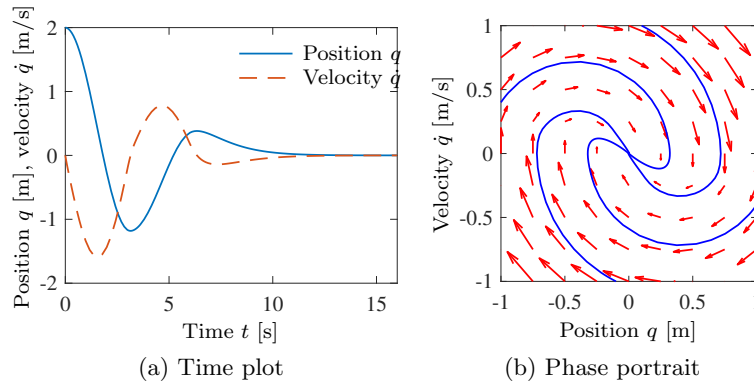 Position q [m], velocity q̇ [m/s]
2
1
0
-1
-2
0
5
10
15
Position q
Velocity q̇
Time t [s]
(a) Time plot
Velocity q̇ [m/s]
1
0.5
0
-0.5
-1
-1
-0.5
0
0.5
Position q [m]
(b) Phase portrait